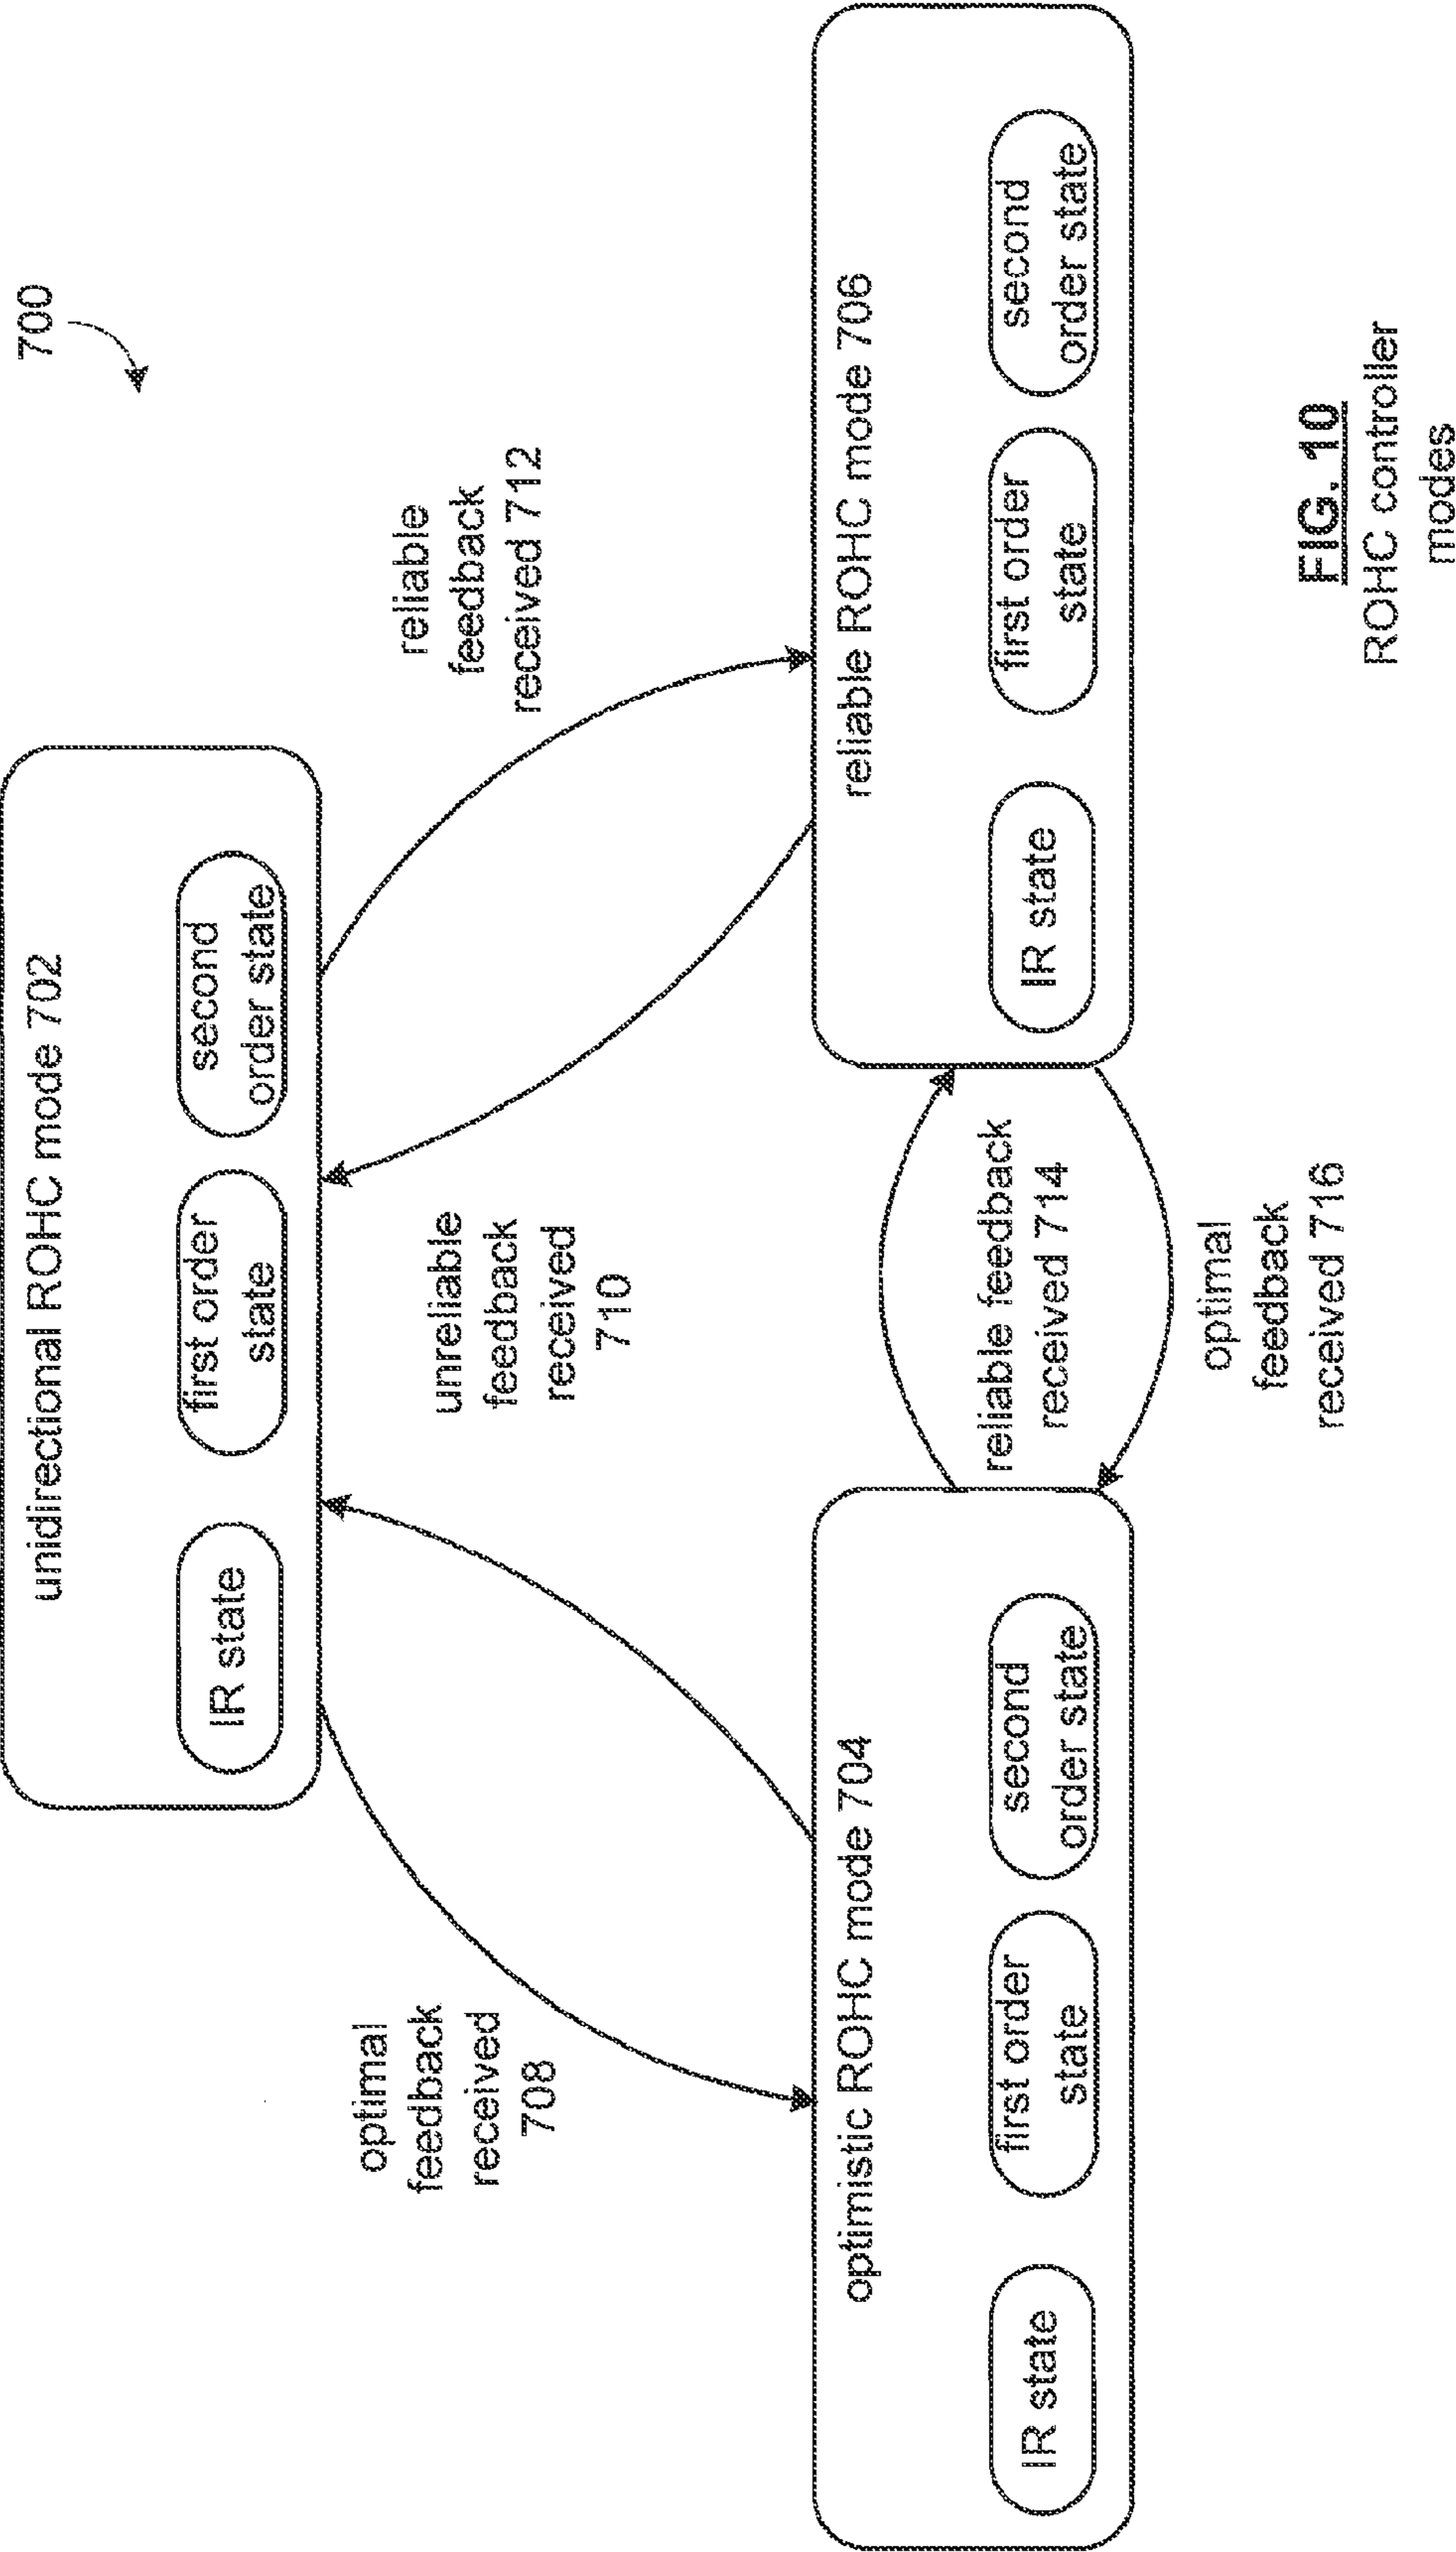 700
unidirectional ROHC mode 702
IR state
first order
state
second
order state
optimal
feedback
received
708
unreliable
feedback
received
710
reliable
feedback
received 712
optimistic ROHC mode 704
IR state
first order
state
second
order state
reliable feedback
received 714
optimal
feedback
received 716
reliable ROHC mode 706
IR state
first order
state
second
order state
FIG. 10
ROHC controller
modes